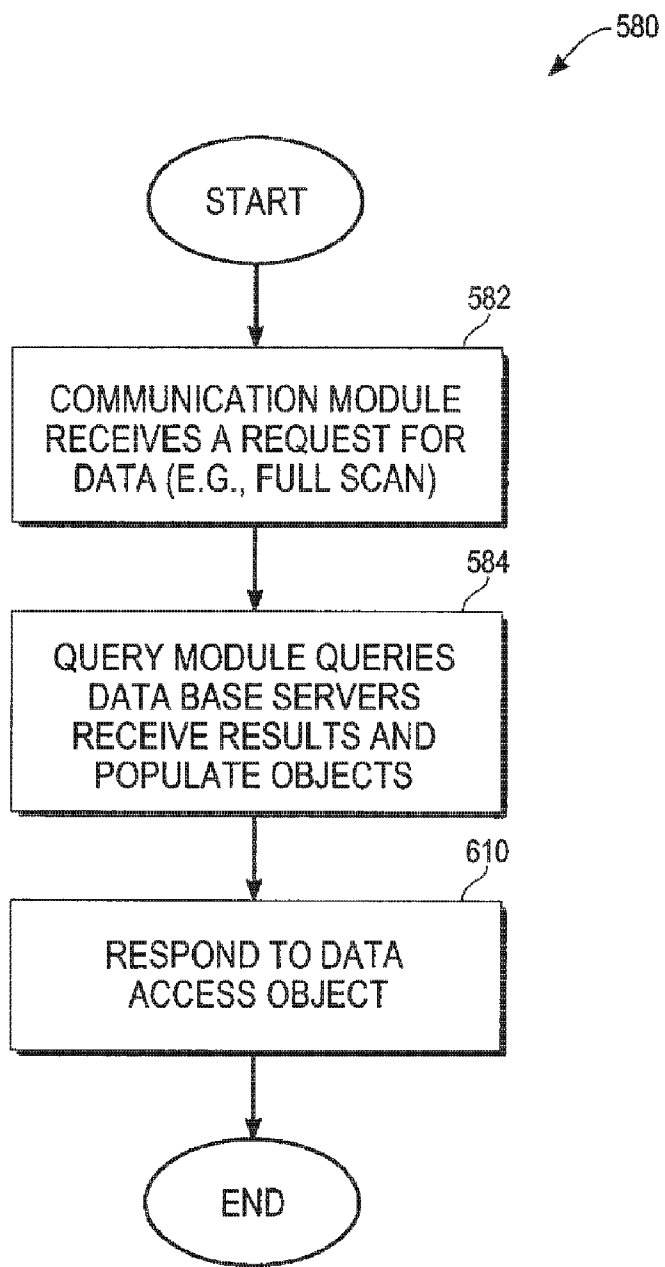 580
START
582
COMMUNICATION MODULE
RECEIVES A REQUEST FOR
DATA (E.G., FULL SCAN)
584
QUERY MODULE QUERIES
DATA BASE SERVERS
RECEIVE RESULTS AND
POPULATE OBJECTS
610
RESPOND TO DATA
ACCESS OBJECT
END